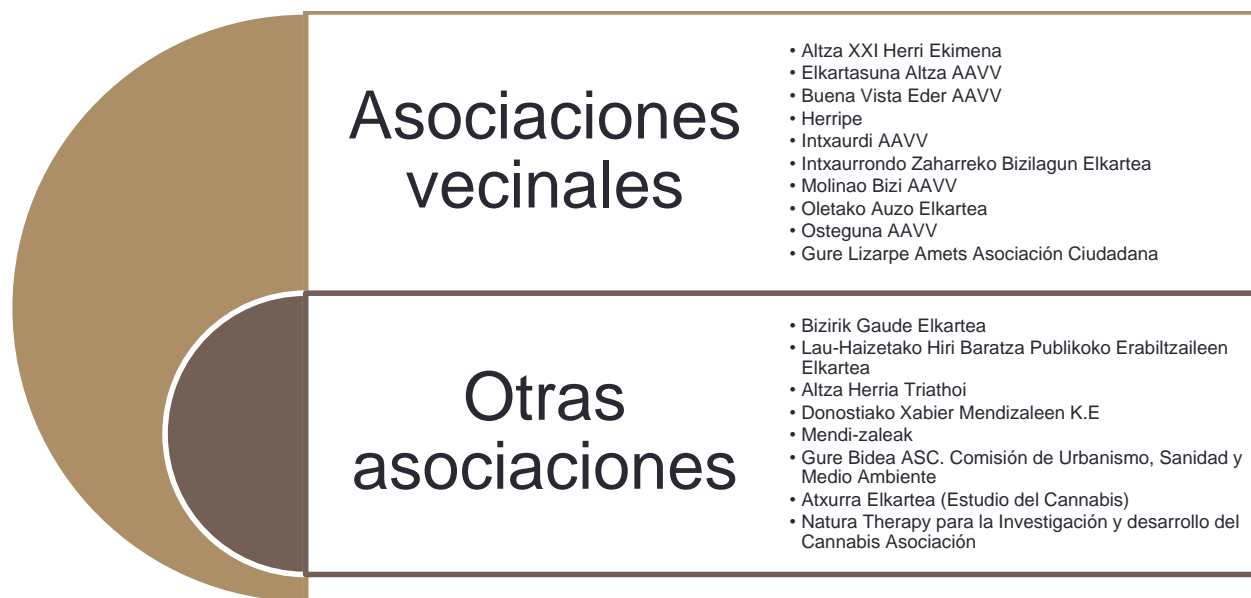 Asociaciones
vecinales
• Altza XXI Herri Ekimena
• Elkartasuna Altza AAVV
• Buena Vista Eder AAVV
• Herripe
• Intxaurdi AAVV
• Intxaurrondo Zaharreko Bizilagun Elkartea
• Molinao Bizi AAVV
• Oletako Auzo Elkartea
• Osteguna AAVV
• Gure Lizarpe Amets Asociación Ciudadana
Otras
asociaciones
• Bizirik Gaude Elkartea
• Lau-Haizetako Hiri Baratza Publikoko Erabiltzaileen
Elkartea
• Altza Herria Triathoi
• Donostiako Xabier Mendizaleen K.E
• Mendi-zaleak
• Gure Bidea ASC. Comisión de Urbanismo, Sanidad y
Medio Ambiente
• Atxurra Elkartea (Estudio del Cannabis)
• Natura Therapy para la Investigación y desarrollo del
Cannabis Asociación